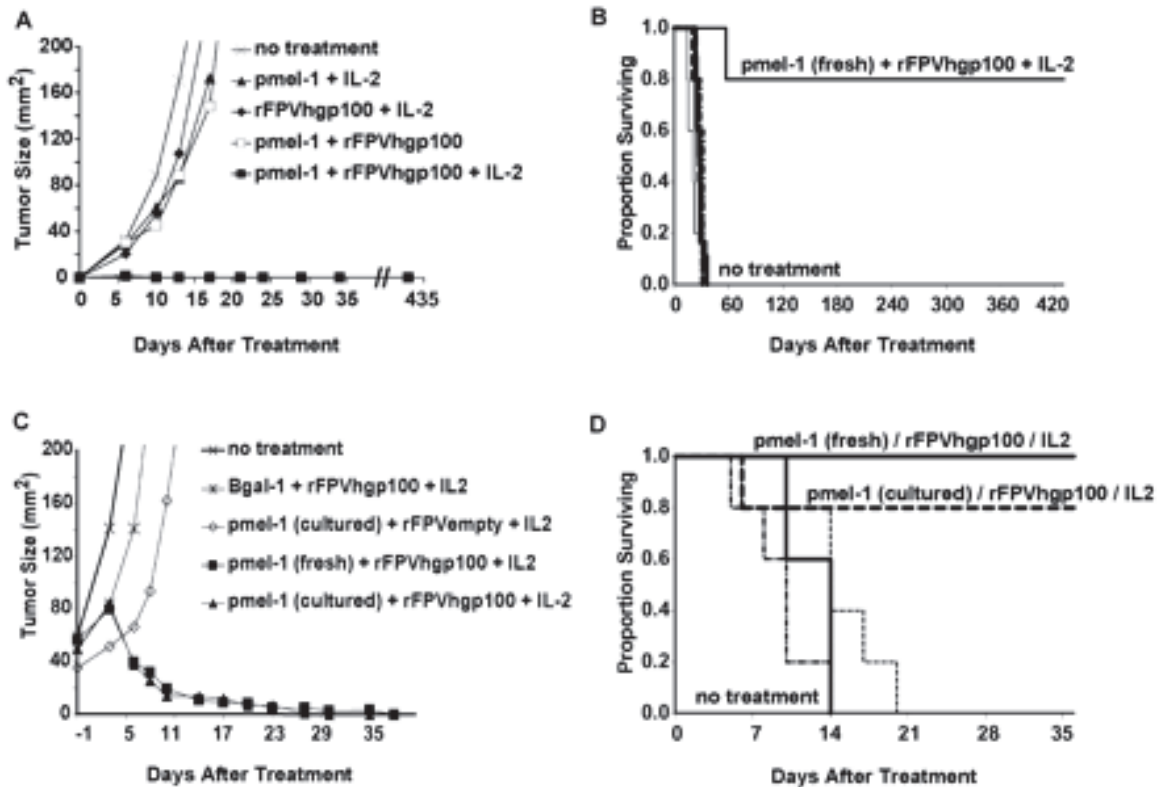 A
Tumor Size (mm²)
200
160
120
80
40
0
0 5 10 15 20 25 30 35 // 435
Days After Treatment
no treatment
pmel-1 + IL-2
rFPVhgp100 + IL-2
pmel-1 + rFPVhgp100
pmel-1 + rFPVhgp100 + IL-2
B
Proportion Surviving
1.0
0.8
0.6
0.4
0.2
0.0
pmel-1 (fresh) + rFPVhgp100 + IL-2
no treatment
0 60 120 180 240 300 360 420
Days After Treatment
C
Tumor Size (mm²)
200
160
120
80
40
0
-1 5 11 17 23 29 35
Days After Treatment
no treatment
Bgal-1 + rFPVhgp100 + IL2
pmel-1 (cultured) + rFPVempty + IL2
pmel-1 (fresh) + rFPVhgp100 + IL2
pmel-1 (cultured) + rFPVhgp100 + IL-2
D
Proportion Surviving
1.0
0.8
0.6
0.4
0.2
0.0
pmel-1 (fresh) / rFPVhgp100 / IL2
pmel-1 (cultured) / rFPVhgp100 / IL2
no treatment
0 7 14 21 28 35
Days After Treatment